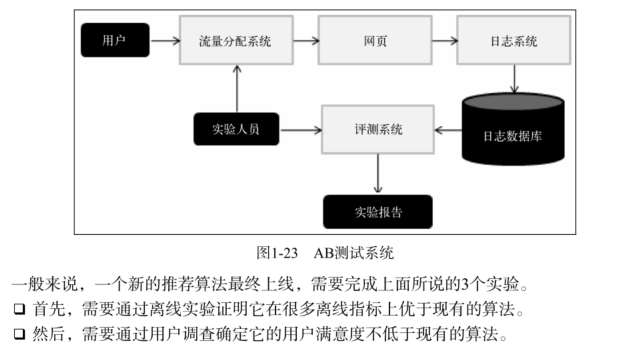 用户
流量分配系统
网页
日志系统
实验人员
评测系统
日志数据库
实验报告
图1-23 AB测试系统
一般来说，一个新的推荐算法最终上线，需要完成上面所说的3个实验。
❑ 首先，需要通过离线实验证明它在很多离线指标上优于现有的算法。
❑ 然后，需要通过用户调查确定它的用户满意度不低于现有的算法。